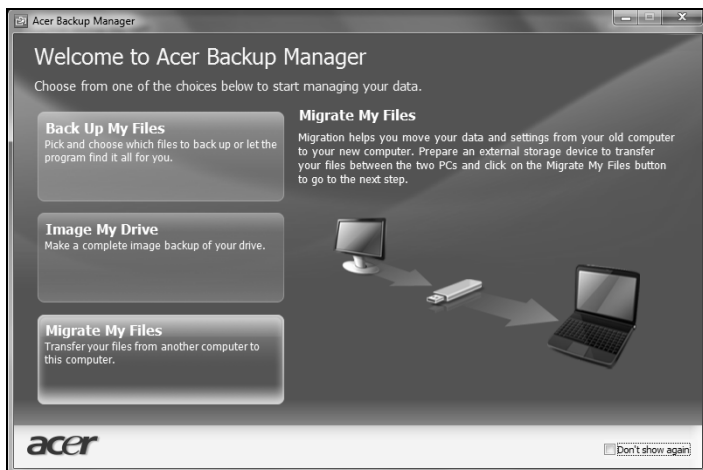 Acer Backup Manager
Welcome to Acer Backup Manager
Choose from one of the choices below to start managing your data.
Back Up My Files
Pick and choose which files to back up or let the
program find it all for you.
Image My Drive
Make a complete image backup of your drive.
Migrate My Files
Transfer your files from another computer to
this computer.
Migrate My Files
Migration helps you move your data and settings from your old computer
to your new computer. Prepare an external storage device to transfer
your files between the two PCs and click on the Migrate My Files button
to go to the next step.
acer
Don't show again